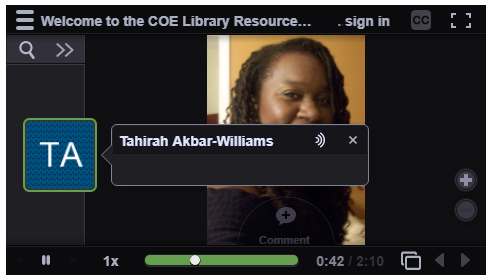 Welcome to the COE Library Resource... . sign in CC
TA
Tahirah Akbar-Williams
Comment
1x 0:42 / 2:10